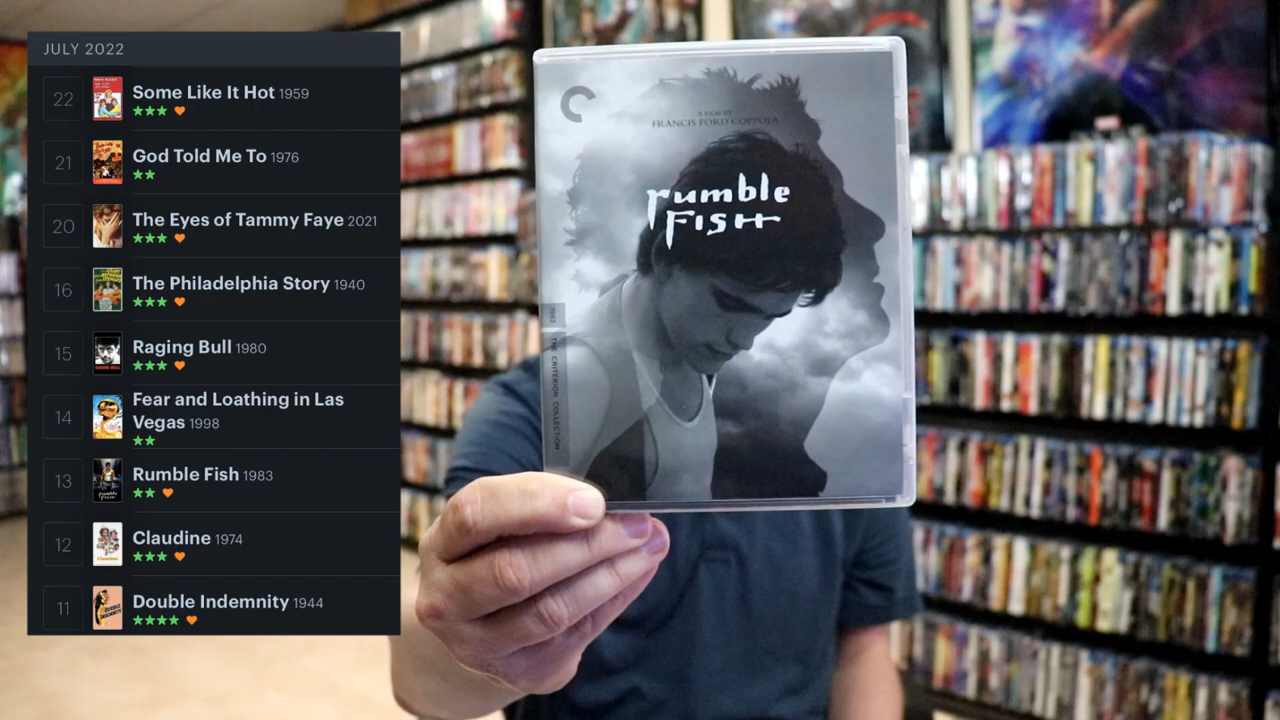 JULY 2022
22
Some Like It Hot 1959
21
God Told Me To 1976
20
The Eyes of Tammy Faye 2021
16
The Philadelphia Story 1940
15
Raging Bull 1980
14
Fear and Loathing in Las
Vegas 1998
13
Rumble Fish 1983
12
Claudine 1974
11
Double Indemnity 1944
A FILM BY
FRANCIS FORD COPPOLA
rumble
FISH
1983
THE CRITERION COLLECTION